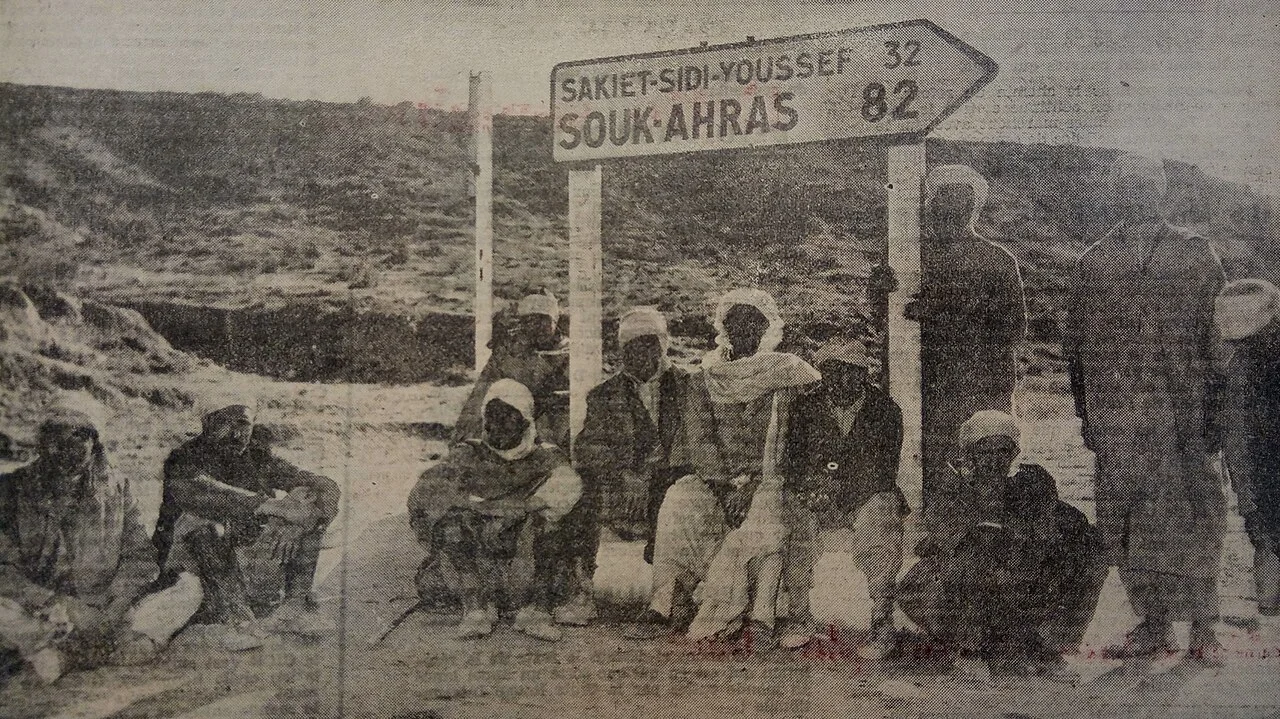 SAKIET-SIDI-YOUSSEF 32
SOUK-AHRAS 82